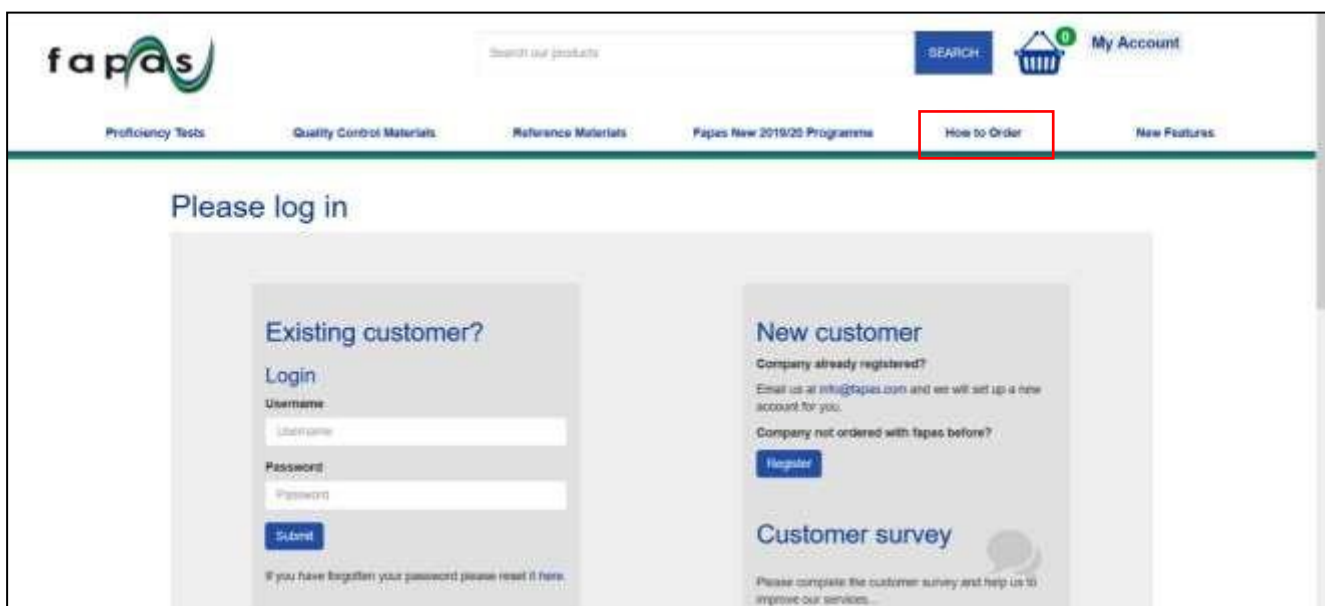 fapas
Search our products
SEARCH
0
My Account
Proficiency Tests
Quality Control Materials
Reference Materials
Fapas New 2019/20 Programme
How to Order
New Features
Please log in
Existing customer?
Login
Username
Username
Password
Password
Submit
If you have forgotten your password please reset it here.
New customer
Company already registered?
Email us at info@fapas.com and we will set up a new
account for you.
Company not ordered with fapas before?
Register
Customer survey
Please complete the customer survey and help us to
improve our services...